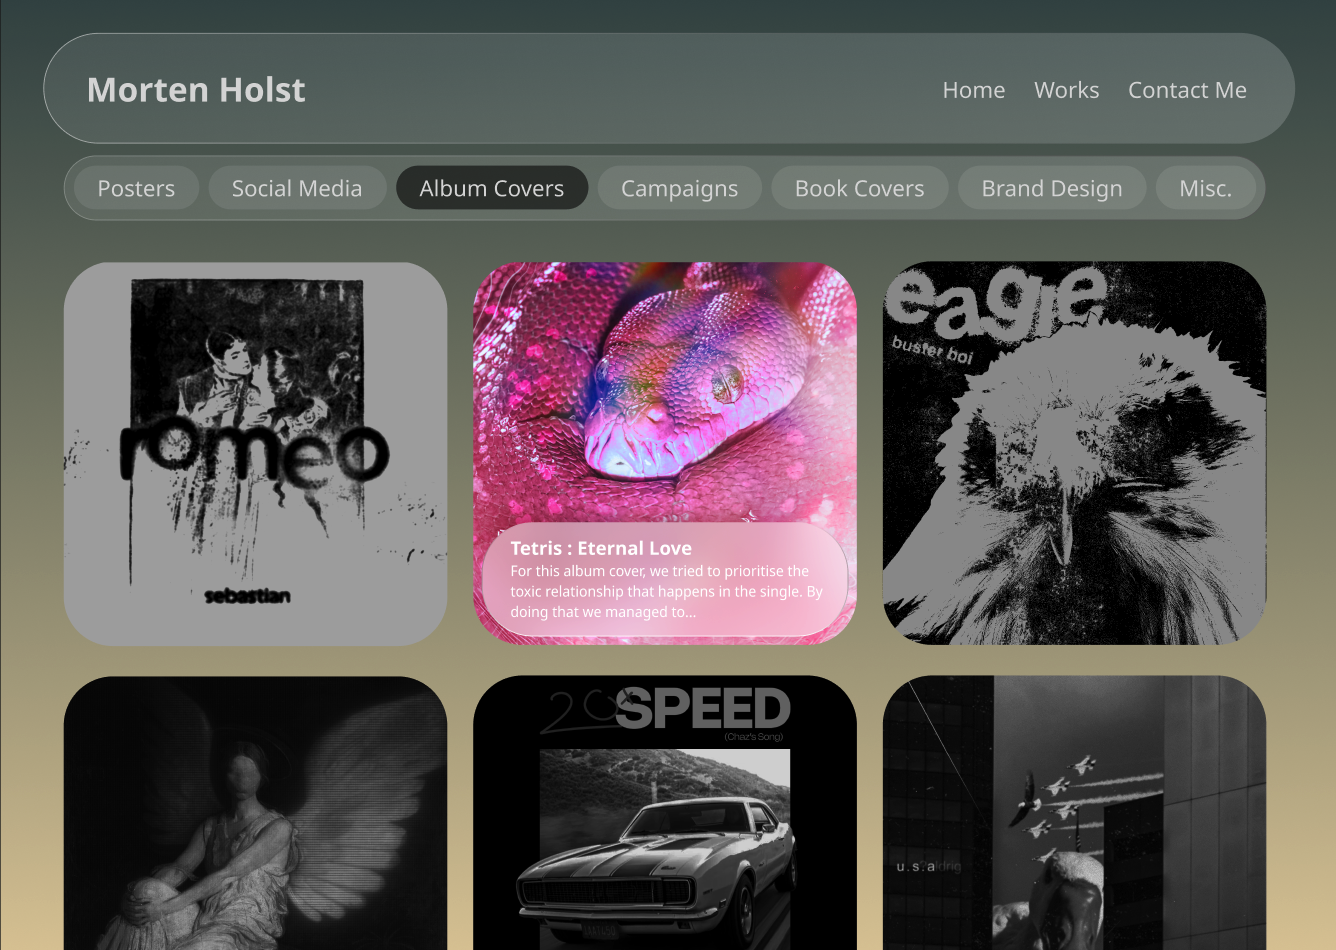 Morten Holst
Home Works Contact Me
Posters Social Media Album Covers Campaigns Book Covers Brand Design Misc.
romeo
sebastian
Tetris : Eternal Love
For this album cover, we tried to prioritise the
toxic relationship that happens in the single. By
doing that we managed to...
eagle
buster boi
20x SPEED
(Chaz's Song)
u.s.aldrig